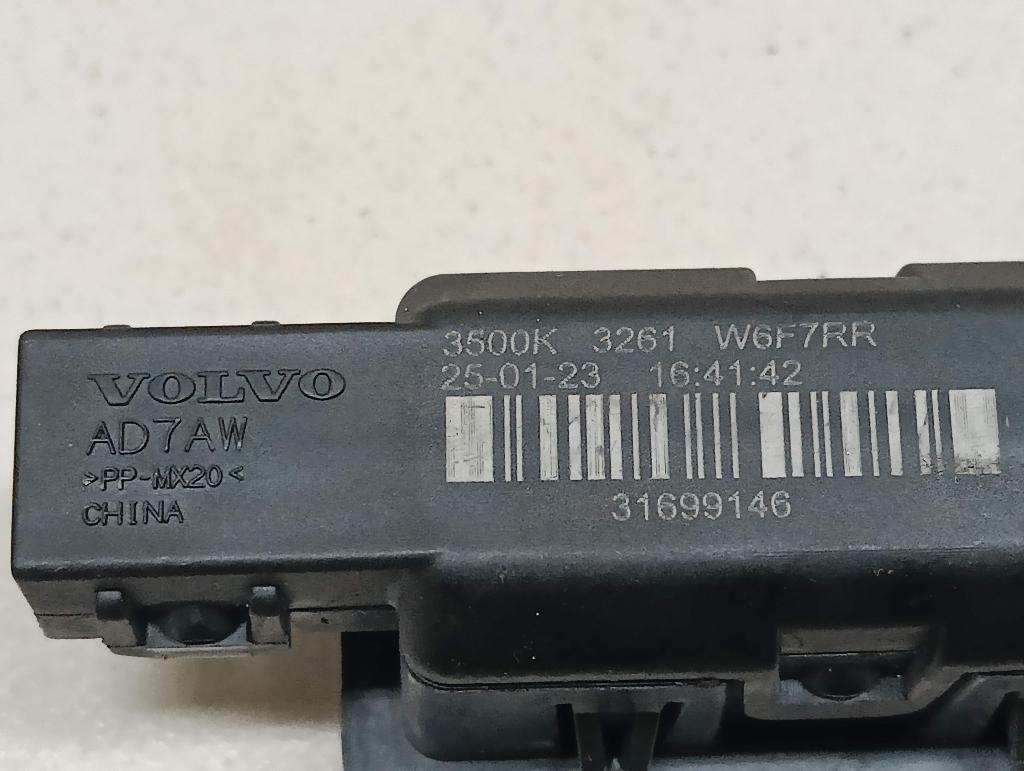 VOLVO
AD7AW
>PP-MX20<
CHINA
3500K 3261 W6F7RR
25-01-23 16:41:42
31699146